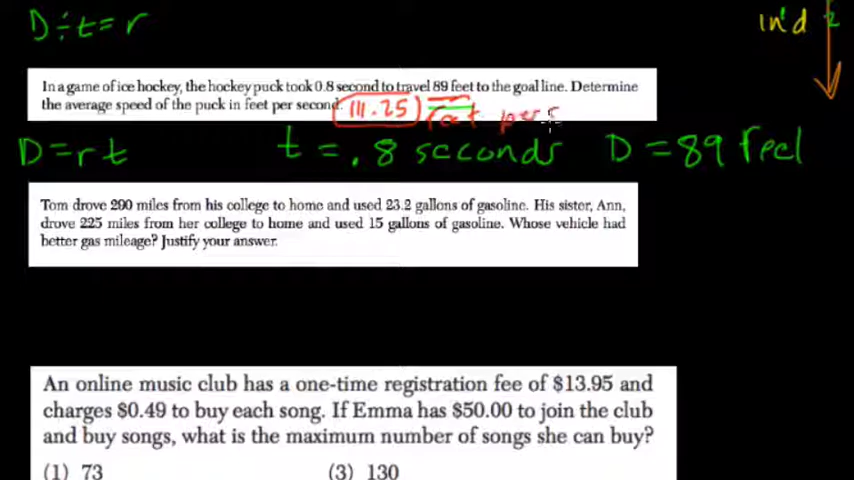 D ÷ t = r
in'd 2
In a game of ice hockey, the hockey puck took 0.8 second to travel 89 feet to the goal line. Determine
the average speed of the puck in feet per second.
111.25 feet per s
D = r t t = .8 seconds D = 89 feet
Tom drove 290 miles from his college to home and used 23.2 gallons of gasoline. His sister, Ann,
drove 225 miles from her college to home and used 15 gallons of gasoline. Whose vehicle had
better gas mileage? Justify your answer.
An online music club has a one-time registration fee of $13.95 and
charges $0.49 to buy each song. If Emma has $50.00 to join the club
and buy songs, what is the maximum number of songs she can buy?
(1) 73 (3) 130